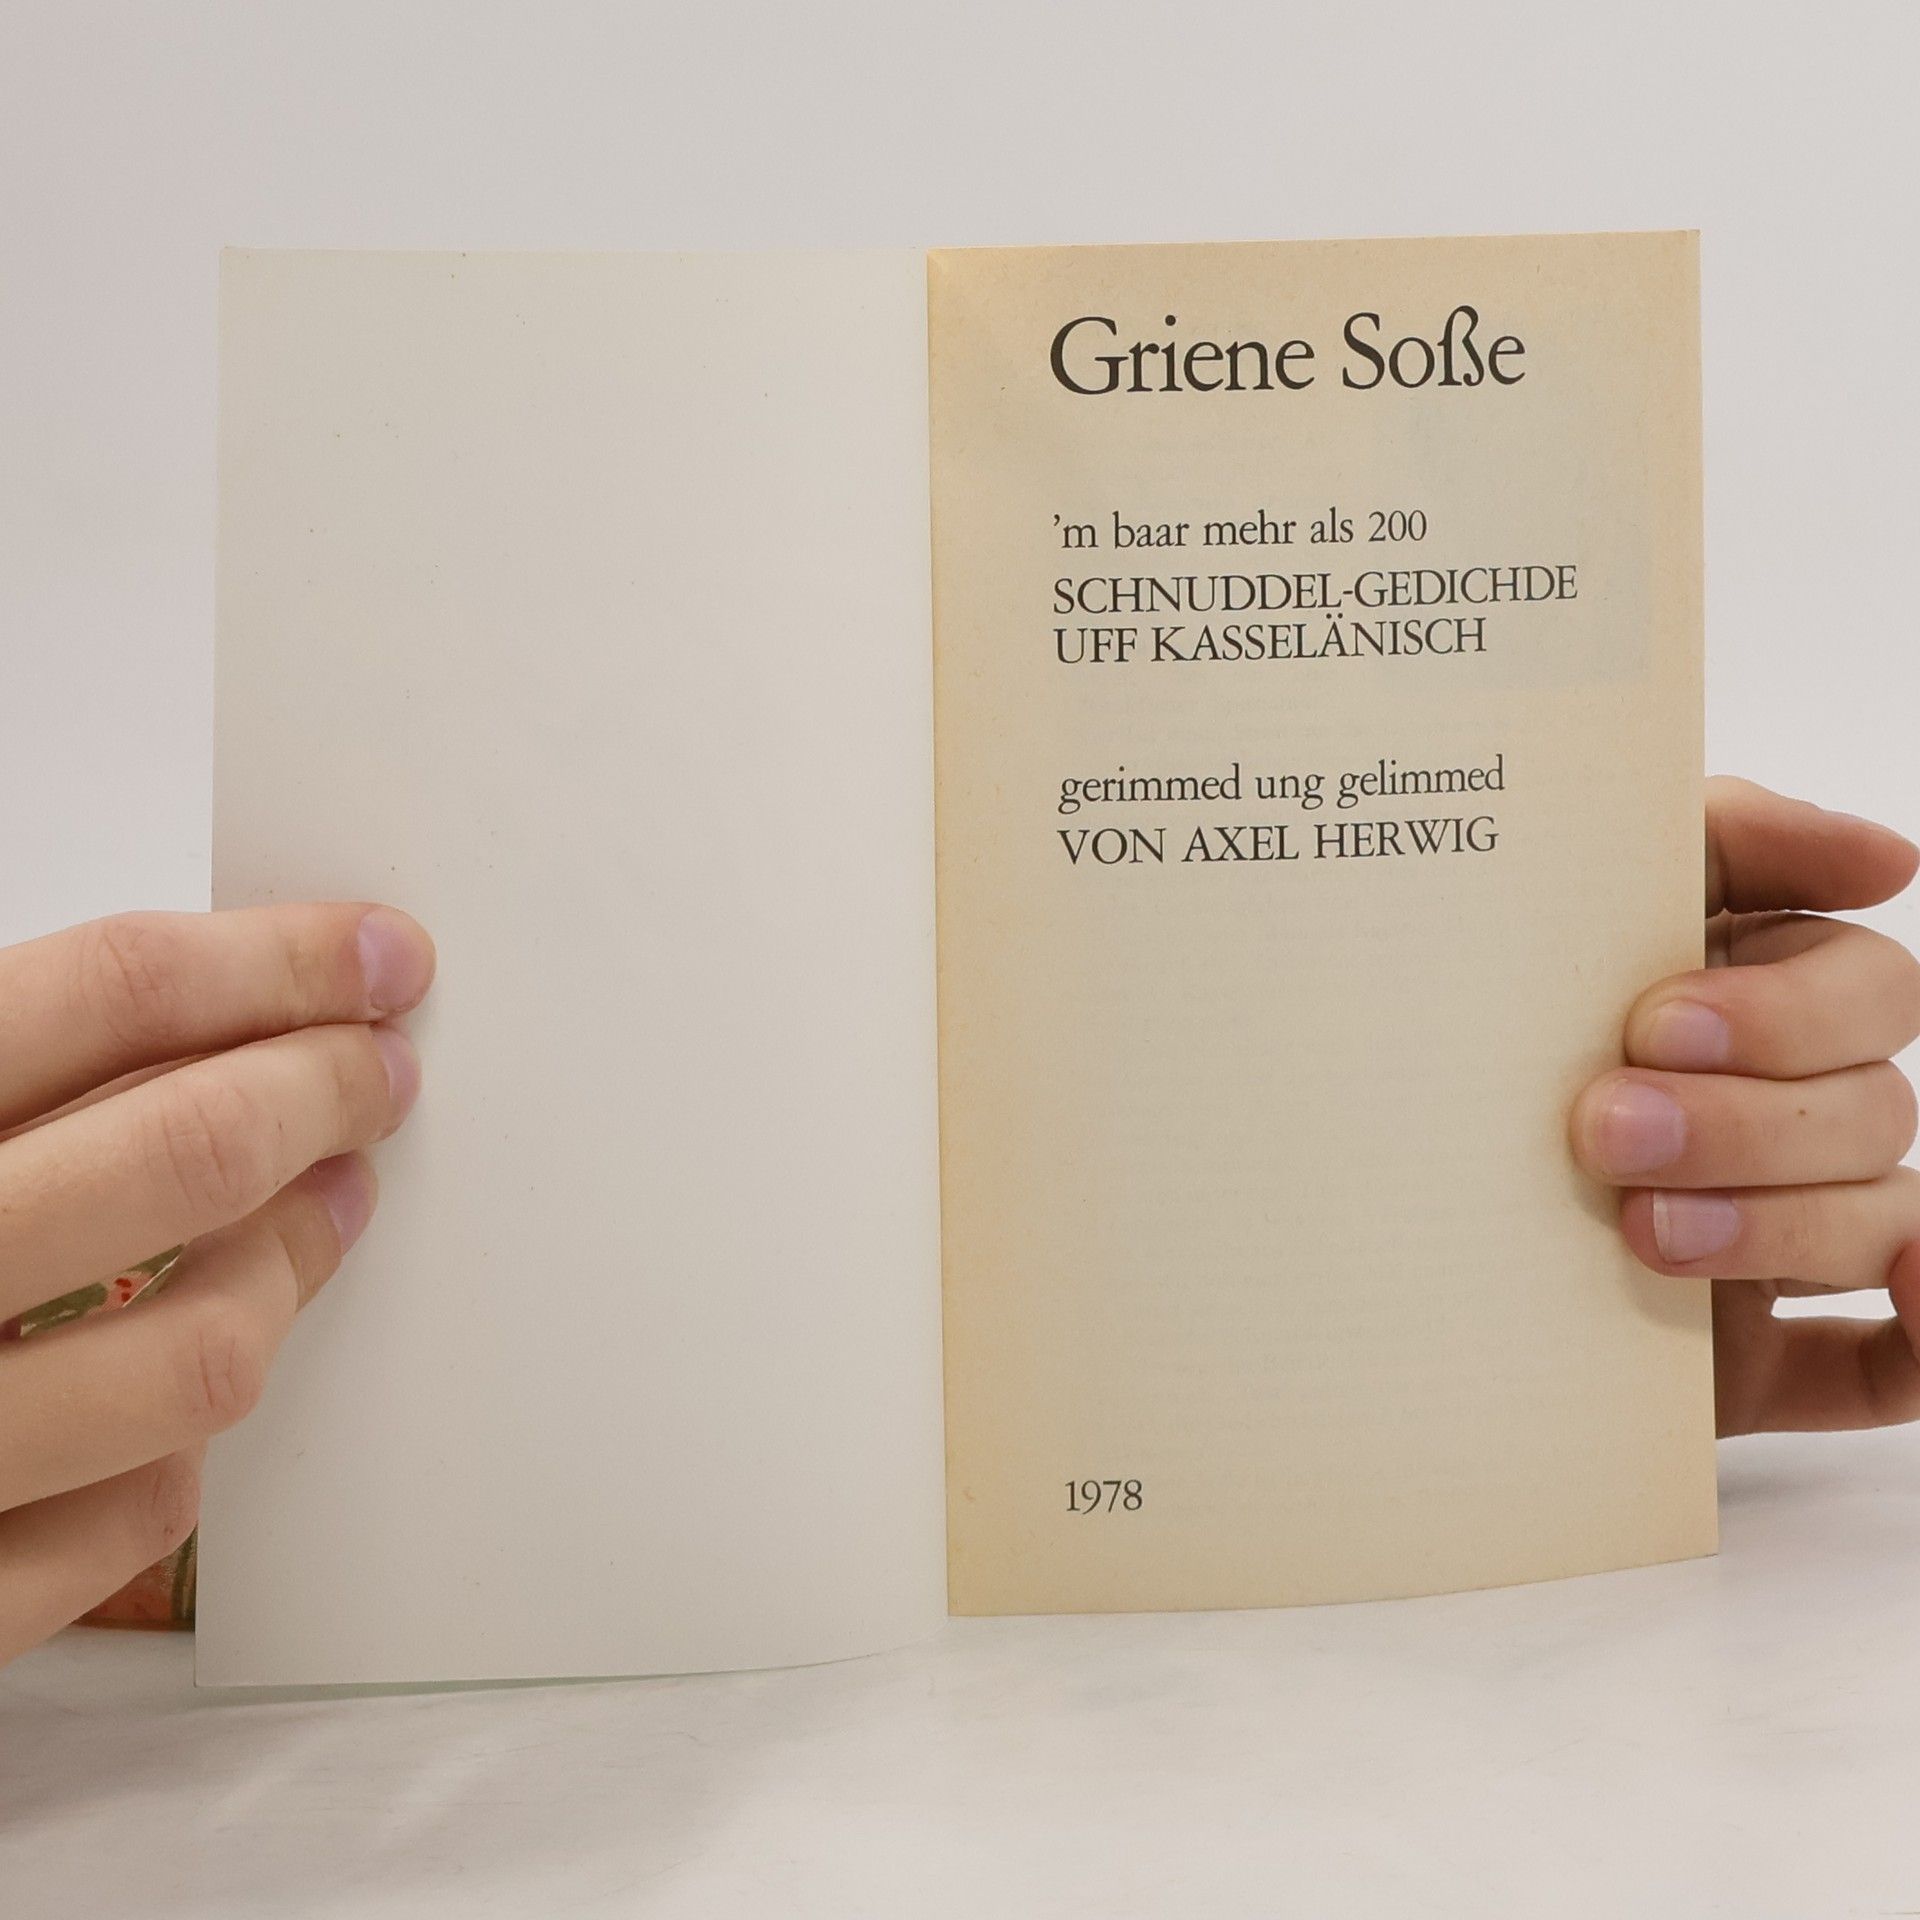 Griene Soße
’m baar mehr als 200
SCHNUDDEL-GEDICHDE
UFF KASSELÄNISCH
gerimmed ung gelimmed
VON AXEL HERWIG
1978